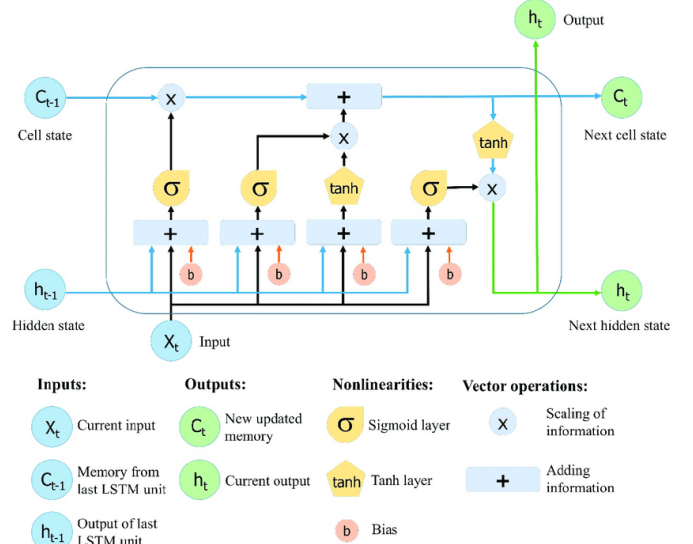 ht
Output
Ct-1
x
+
Ct
Cell state
Next cell state
x
tanh
σ
σ
tanh
σ
x
+
+
+
+
b
b
b
b
ht-1
ht
Hidden state
Next hidden state
Xt
Input
Inputs:
Outputs:
Nonlinearities:
Vector operations:
Xt
Current input
Ct
New updated
memory
σ
Sigmoid layer
x
Scaling of
information
Ct-1
Memory from
last LSTM unit
ht
Current output
tanh
Tanh layer
+
Adding
information
ht-1
Output of last
LSTM unit
b
Bias